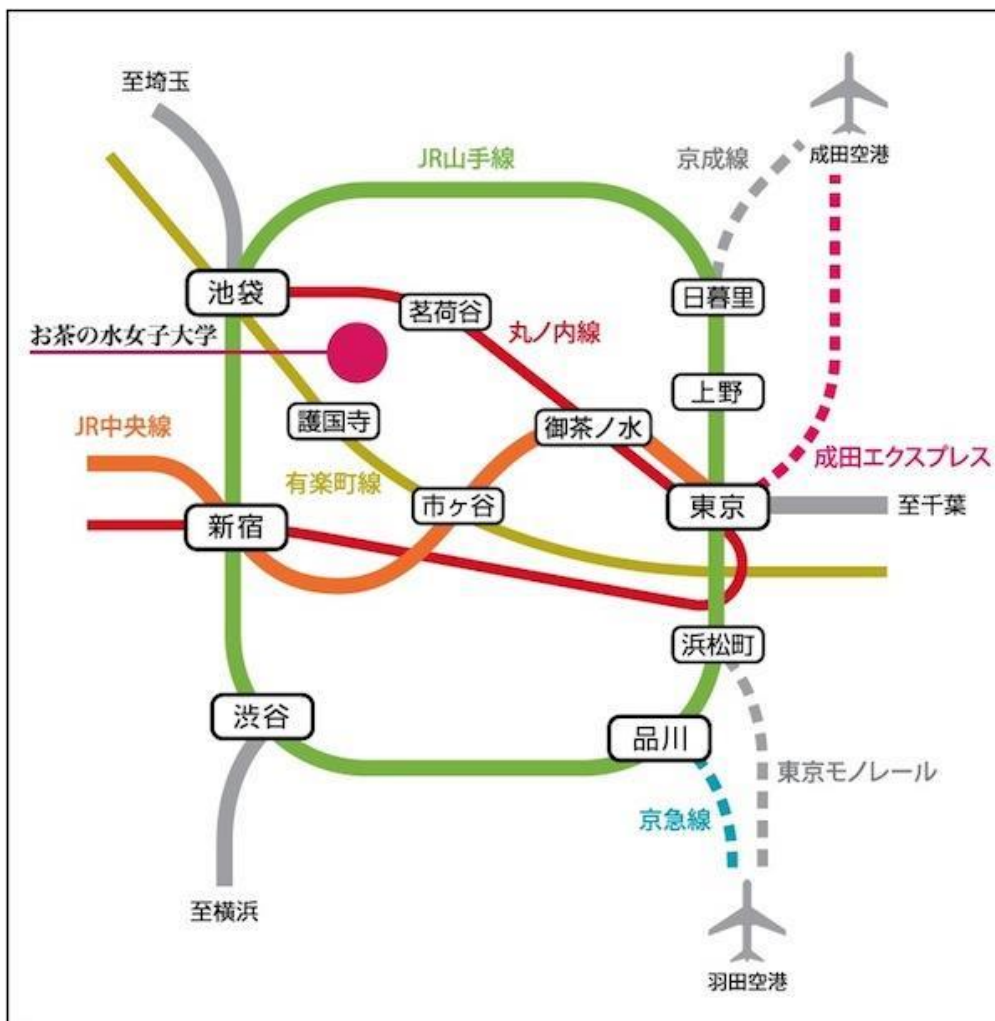 至埼玉
JR山手線
京成線
成田空港
池袋
茗荷谷
日暮里
お茶の水女子大学
丸ノ内線
上野
JR中央線
護国寺
御茶ノ水
成田エクスプレス
有楽町線
市ヶ谷
東京
至千葉
新宿
浜松町
渋谷
品川
東京モノレール
京急線
至横浜
羽田空港